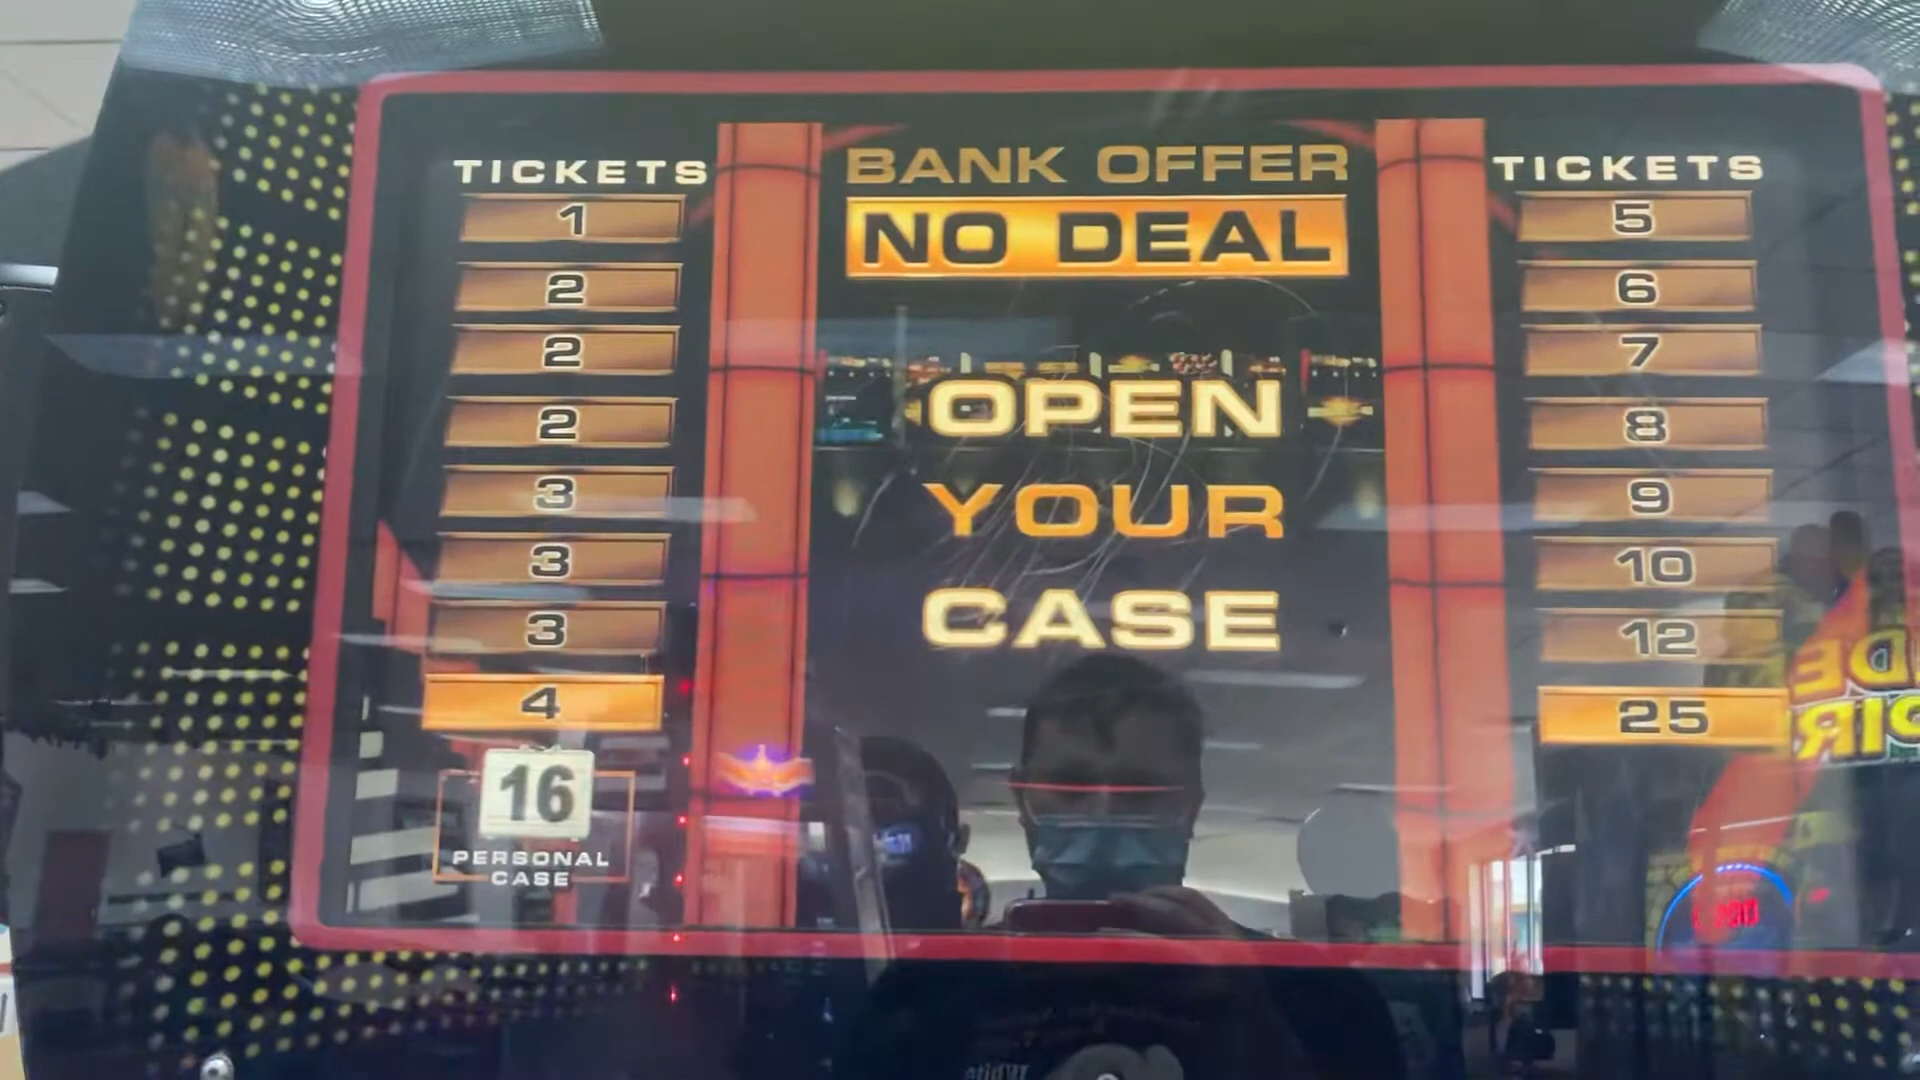 TICKETS
1
2
2
2
3
3
3
4
16
PERSONAL
CASE
BANK OFFER
NO DEAL
OPEN
YOUR
CASE
TICKETS
5
6
7
8
9
10
12
25